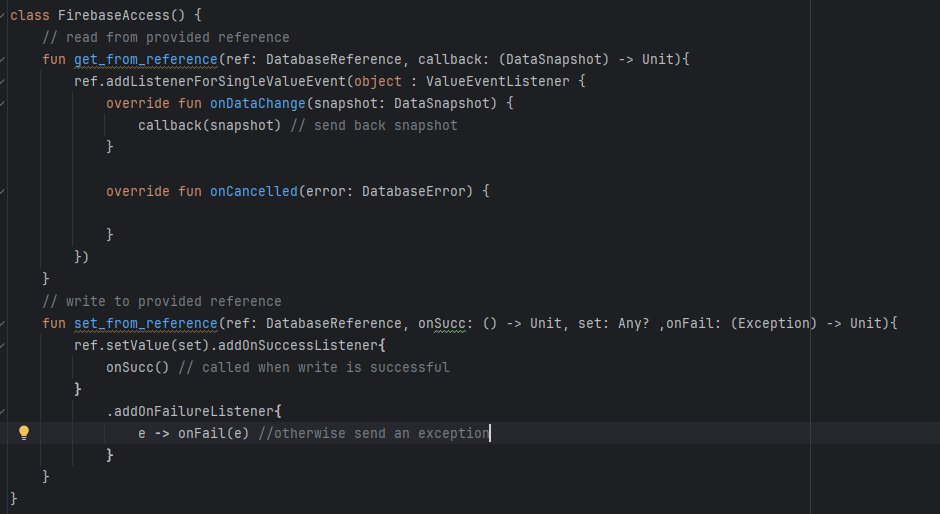 class FirebaseAccess() {
// read from provided reference
fun get_from_reference(ref: DatabaseReference, callback: (DataSnapshot) -> Unit){
ref.addListenerForSingleValueEvent(object : ValueEventListener {
override fun onDataChange(snapshot: DataSnapshot) {
callback(snapshot) // send back snapshot
}
override fun onCancelled(error: DatabaseError) {
}
})
}
// write to provided reference
fun set_from_reference(ref: DatabaseReference, onSucc: () -> Unit, set: Any? ,onFail: (Exception) -> Unit){
ref.setValue(set).addOnSuccessListener{
onSucc() // called when write is successful
}
.addOnFailureListener{
e -> onFail(e) //otherwise send an exception
}
}
}